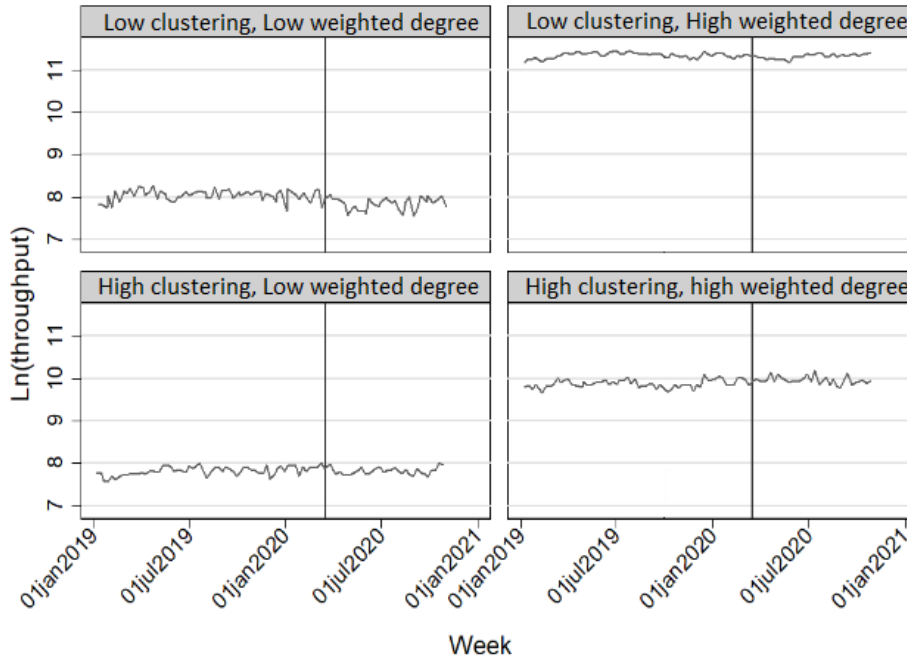 Low clustering, Low weighted degree
Low clustering, High weighted degree
11
10
9
8
7
High clustering, Low weighted degree
High clustering, high weighted degree
11
10
9
8
7
Ln(throughput)
01jan2019
01jul2019
01jan2020
01jul2020
01jan2021
01jan2019
01jul2019
01jan2020
01jul2020
01jan2021
Week